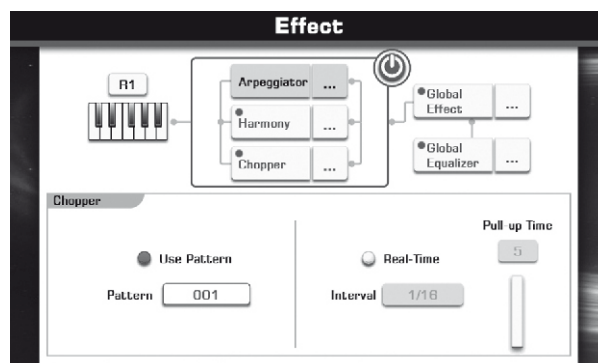 Effect
R1
Arpeggiator ...
Harmony ...
Chopper ...
Global
Effect ...
Global
Equalizer ...
Chopper
Use Pattern
Pattern 001
Real-Time
Interval 1/16
Pull-up Time
5